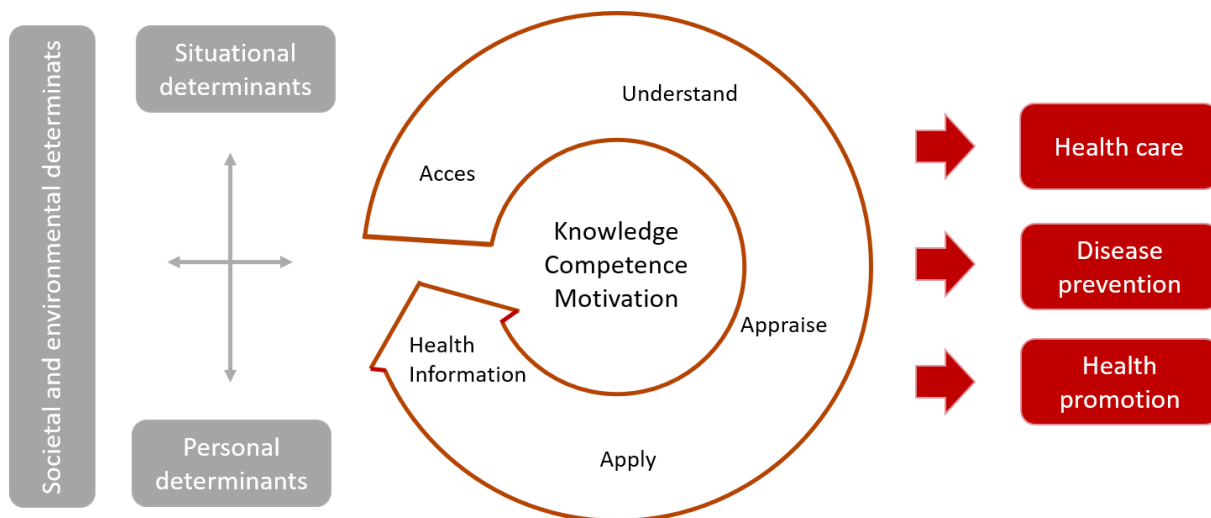 Societal and environmental determinats
Situational
determinants
Personal
determinants
Acces
Understand
Appraise
Apply
Health
Information
Knowledge
Competence
Motivation
Health care
Disease
prevention
Health
promotion